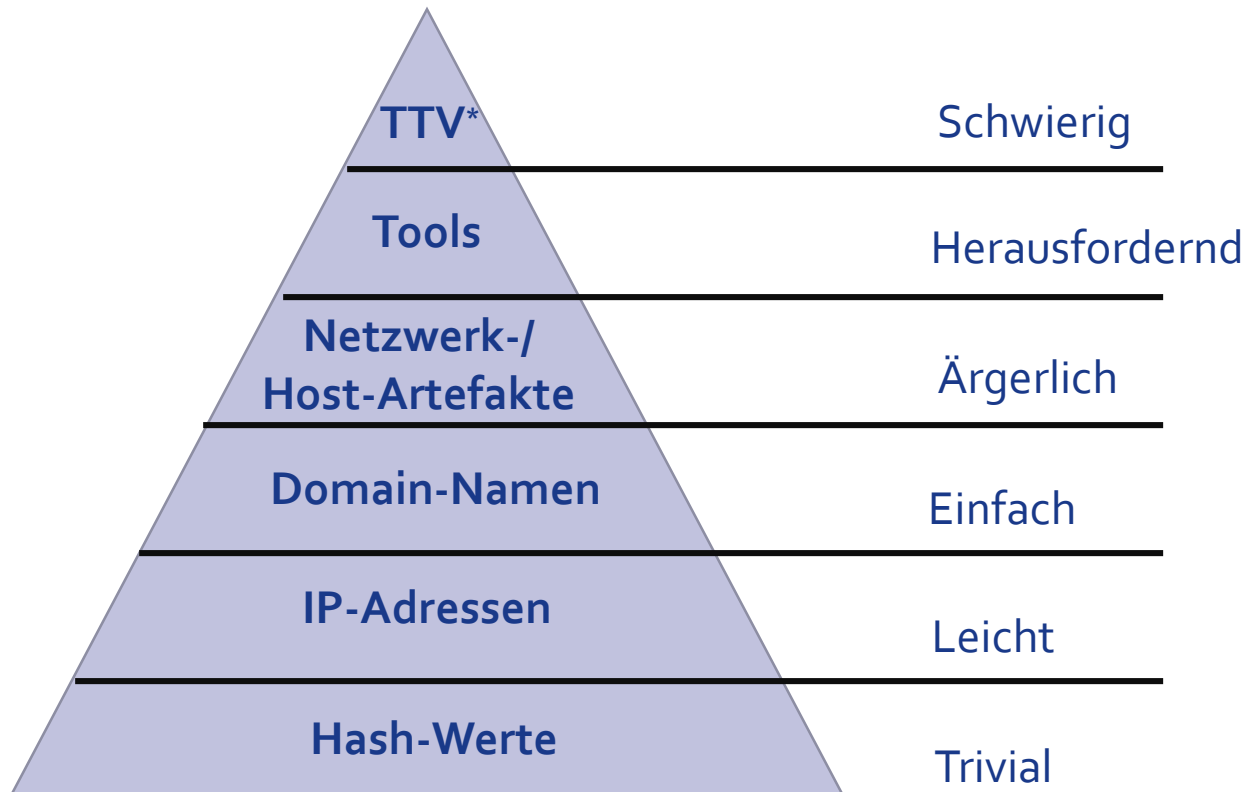 TTV*
Schwierig
Tools
Herausfordernd
Netzwerk-/
Host-Artefakte
Ärgerlich
Domain-Namen
Einfach
IP-Adressen
Leicht
Hash-Werte
Trivial